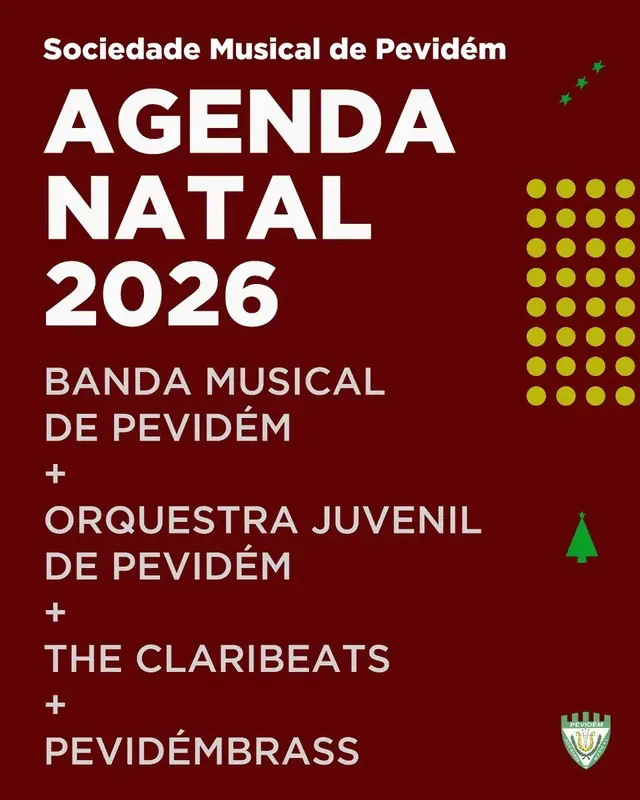 Sociedade Musical de Pevidém
AGENDA
NATAL
2026
BANDA MUSICAL
DE PEVIDÉM
+
ORQUESTRA JUVENIL
DE PEVIDÉM
+
THE CLARIBEATS
+
PEVIDÉMBRASS
PEVIDÉM